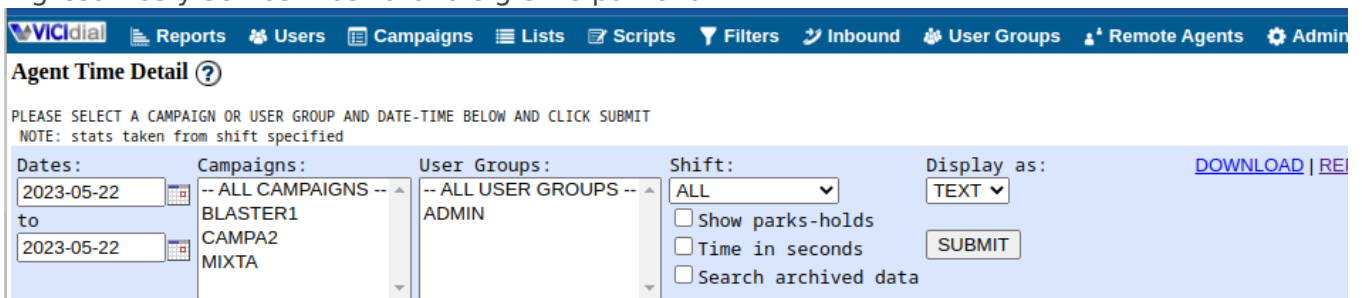 VICIdial Reports Users Campaigns Lists Scripts Filters Inbound User Groups Remote Agents Admin
Agent Time Detail ?
PLEASE SELECT A CAMPAIGN OR USER GROUP AND DATE-TIME BELOW AND CLICK SUBMIT
NOTE: stats taken from shift specified
Dates: Campaigns: User Groups: Shift: Display as: DOWNLOAD |
2023-05-22 -- ALL CAMPAIGNS -- -- ALL USER GROUPS -- ALL TEXT
to BLASTER1 ADMIN Show parks-holds
2023-05-22 CAMPA2 Time in seconds SUBMIT
MIXTA Search archived data